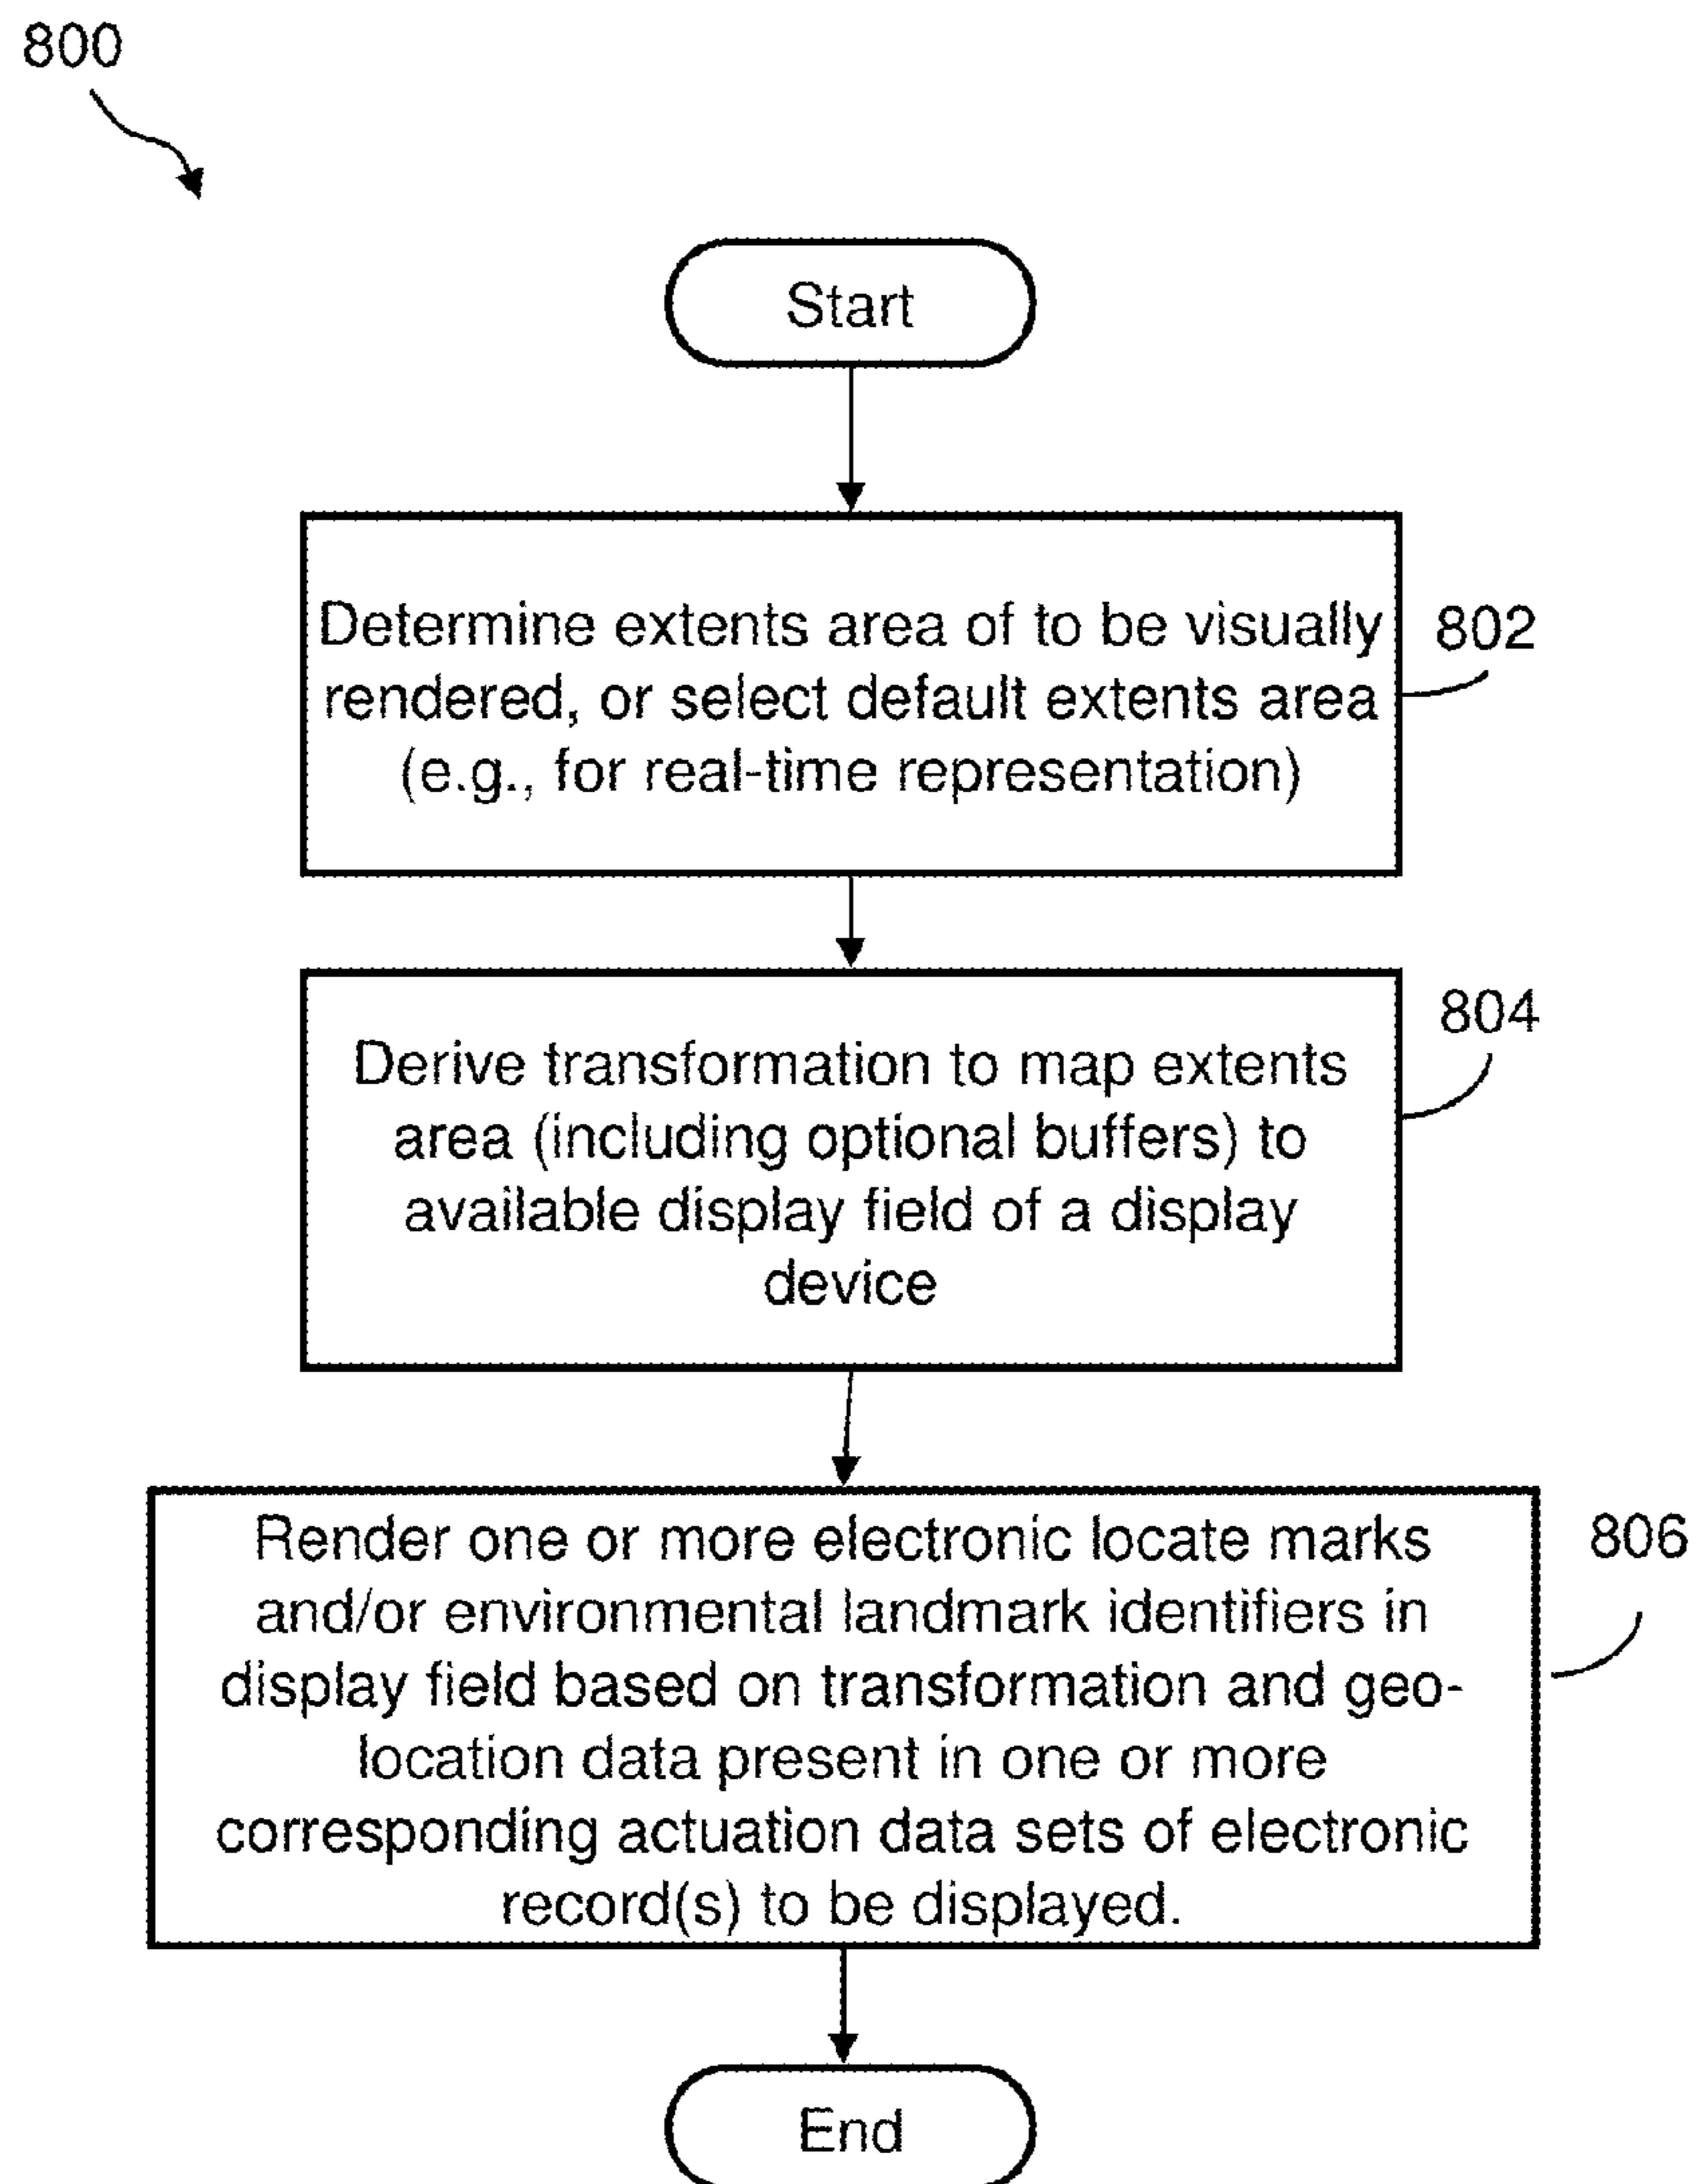 800
Start
Determine extents area of to be visually
rendered, or select default extents area
(e.g., for real-time representation)
802
Derive transformation to map extents
area (including optional buffers) to
available display field of a display
device
804
Render one or more electronic locate marks
and/or environmental landmark identifiers in
display field based on transformation and geo-
location data present in one or more
corresponding actuation data sets of electronic
record(s) to be displayed.
806
End